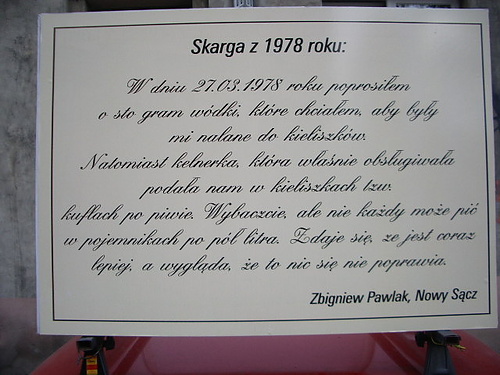 Skarga z 1978 roku:
W dniu 27.03.1978 roku poprosiłem
o sto gram wódki, które chciałem, aby były
mi nalane do kieliszków.
Natomiast kelnerka, która właśnie obsługiwała
podała nam w kieliszkach tzw.
kuflach po piwie. Wybaczcie, ale nie każdy może pić
w pojemnikach po pół litra. Zdaje się, ze jest coraz
lepiej, a wygląda, że to nic się nie poprawia.
Zbigniew Pawlak, Nowy Sącz